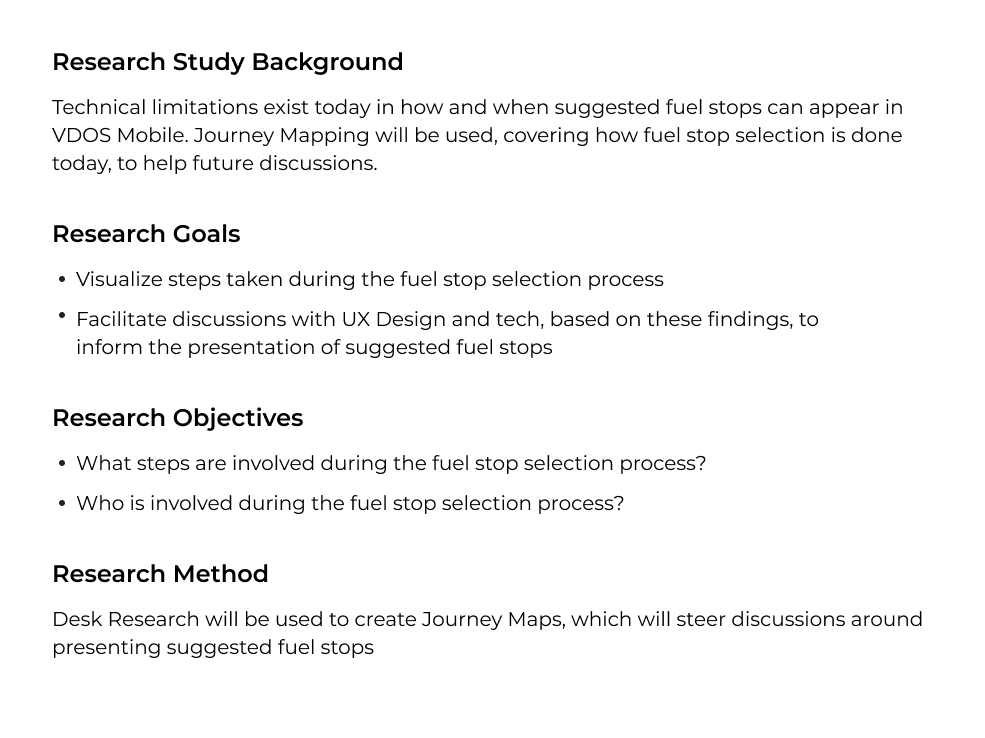 Research Study Background
Technical limitations exist today in how and when suggested fuel stops can appear in
VDOS Mobile. Journey Mapping will be used, covering how fuel stop selection is done
today, to help future discussions.
Research Goals
• Visualize steps taken during the fuel stop selection process
• Facilitate discussions with UX Design and tech, based on these findings, to
inform the presentation of suggested fuel stops
Research Objectives
• What steps are involved during the fuel stop selection process?
• Who is involved during the fuel stop selection process?
Research Method
Desk Research will be used to create Journey Maps, which will steer discussions around
presenting suggested fuel stops